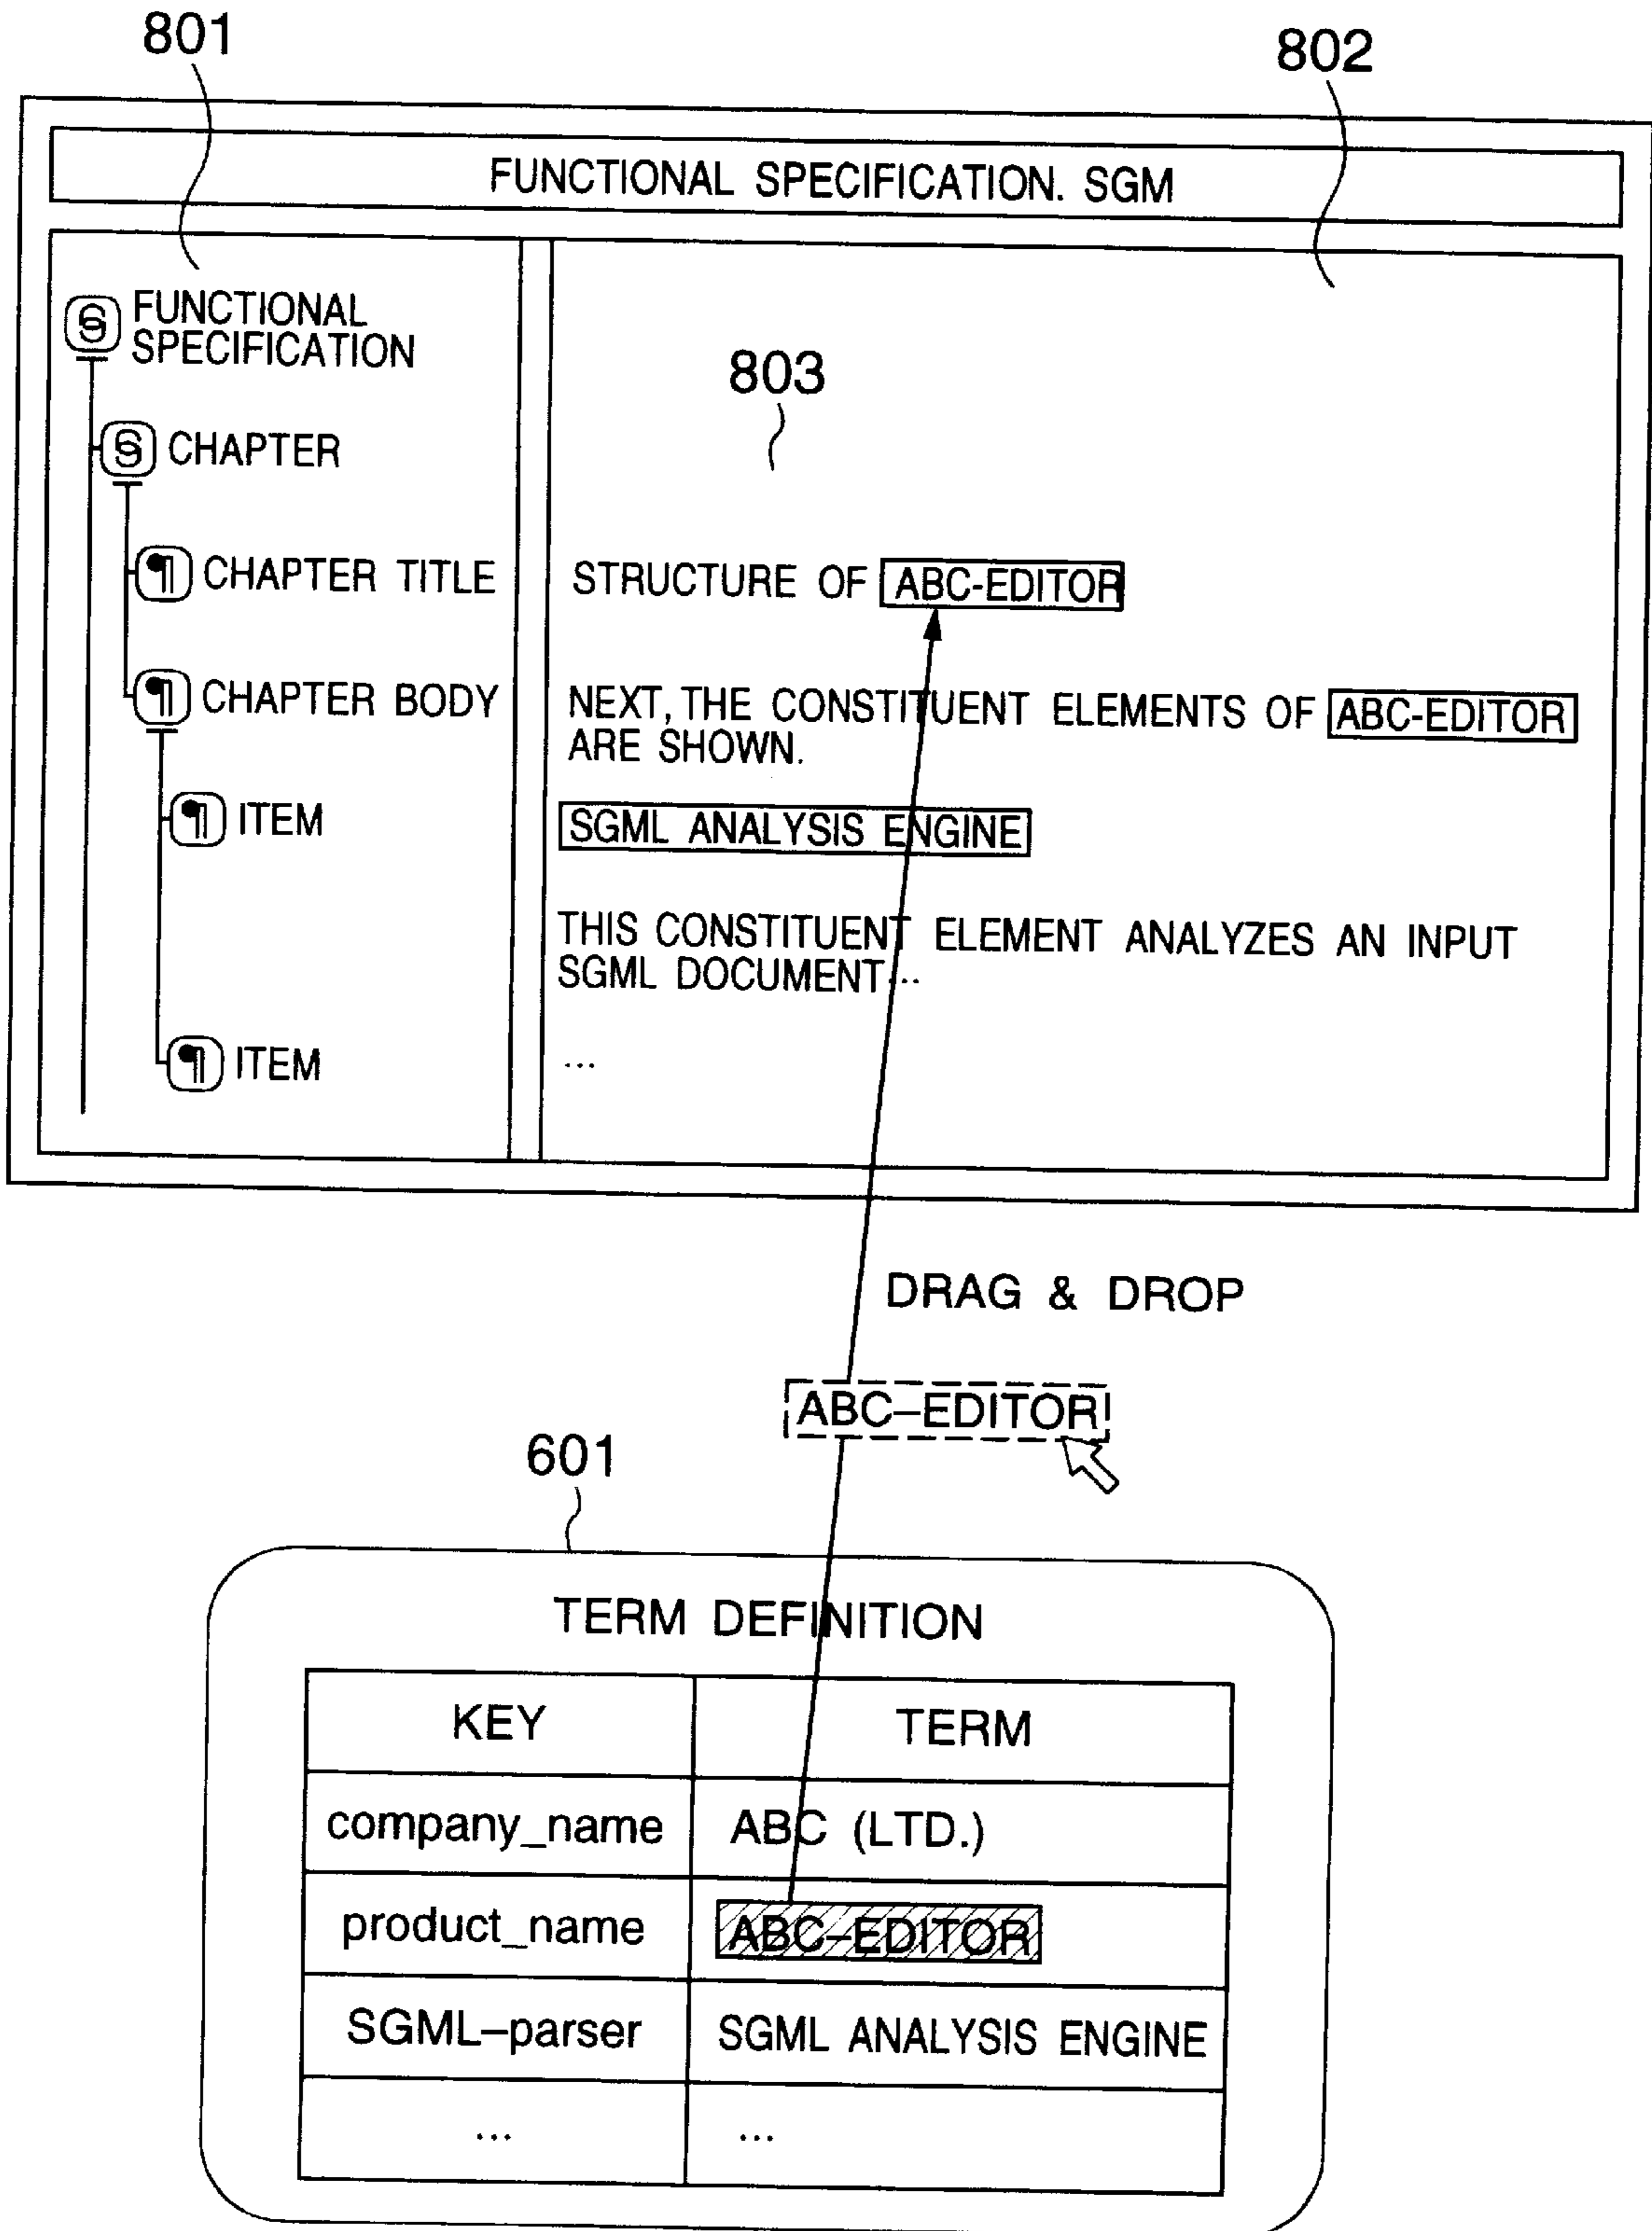 801
802
FUNCTIONAL SPECIFICATION. SGM
FUNCTIONAL
SPECIFICATION
803
CHAPTER
CHAPTER TITLE
STRUCTURE OF ABC-EDITOR
CHAPTER BODY
NEXT, THE CONSTITUENT ELEMENTS OF ABC-EDITOR
ARE SHOWN.
ITEM
SGML ANALYSIS ENGINE
THIS CONSTITUENT ELEMENT ANALYZES AN INPUT
SGML DOCUMENT...
ITEM
...
DRAG & DROP
ABC–EDITOR
601
TERM DEFINITION
KEY
TERM
company_name
ABC (LTD.)
product_name
ABC–EDITOR
SGML–parser
SGML ANALYSIS ENGINE
...
...